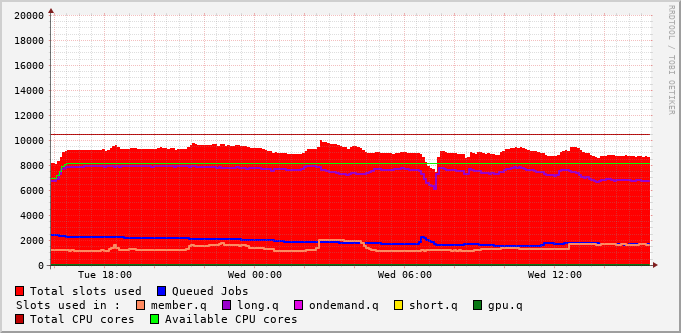 20000
18000
16000
14000
12000
10000
8000
6000
4000
2000
0
Tue 18:00 Wed 00:00 Wed 06:00 Wed 12:00
Total slots used Queued Jobs
Slots used in : member.q long.q ondemand.q short.q gpu.q
Total CPU cores Available CPU cores
RRDTOOL / TOBI OETIKER